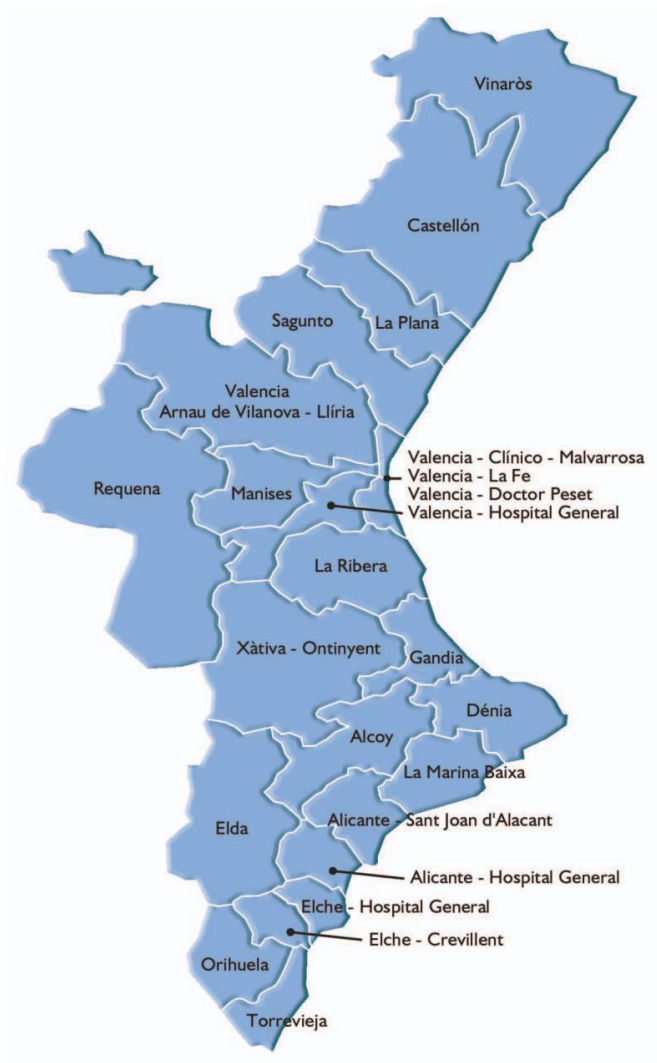 Vinaròs
Castellón
Sagunto
La Plana
Valencia
Arnau de Vilanova - Llíria
Valencia - Clínico - Malvarrosa
Valencia - La Fe
Valencia - Doctor Peset
Valencia - Hospital General
Requena
Manises
La Ribera
Xàtiva - Ontinyent
Gandia
Dénia
Alcoy
La Marina Baixa
Alicante - Sant Joan d'Alacant
Elda
Alicante - Hospital General
Elche - Hospital General
Elche - Crevillent
Orihuela
Torrevieja